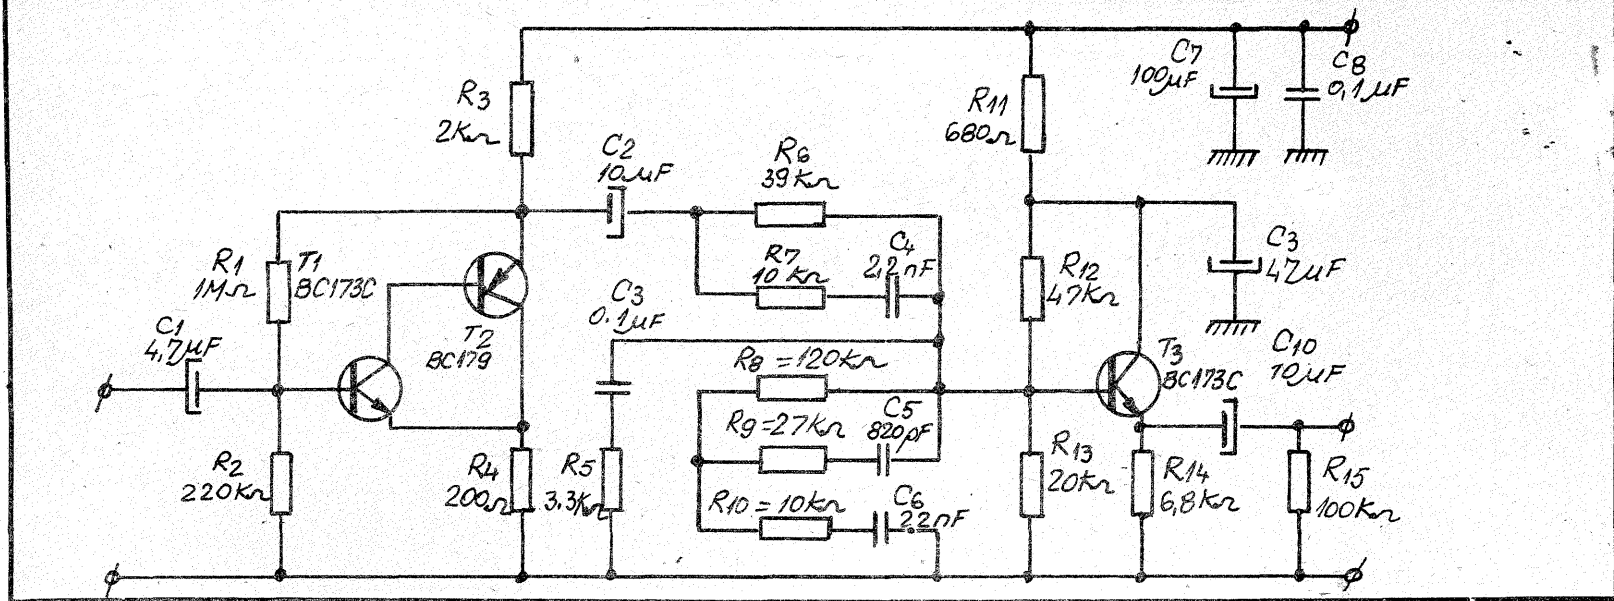 R3
2KΩ
C2
10µF
R6
39KΩ
R11
680Ω
C7
100µF
C8
0,1µF
R1
1MΩ
T1
BC173C
R7
10KΩ
C4
2,2nF
R12
47KΩ
C3
47µF
C1
4,7µF
T2
BC179
C3
0.1µF
R8=120KΩ
T3
BC173C
C10
10µF
R9=27KΩ
C5
820pF
R2
220KΩ
R4
200Ω
R5
3.3KΩ
R10=10KΩ
C6
22nF
R13
20KΩ
R14
6,8KΩ
R15
100KΩ